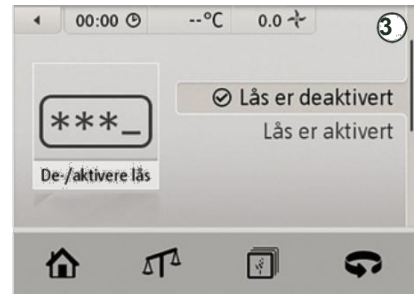 00:00 --°C 0.0 3
Lås er deaktivert
Lås er aktivert
***_
De-/aktivere lås